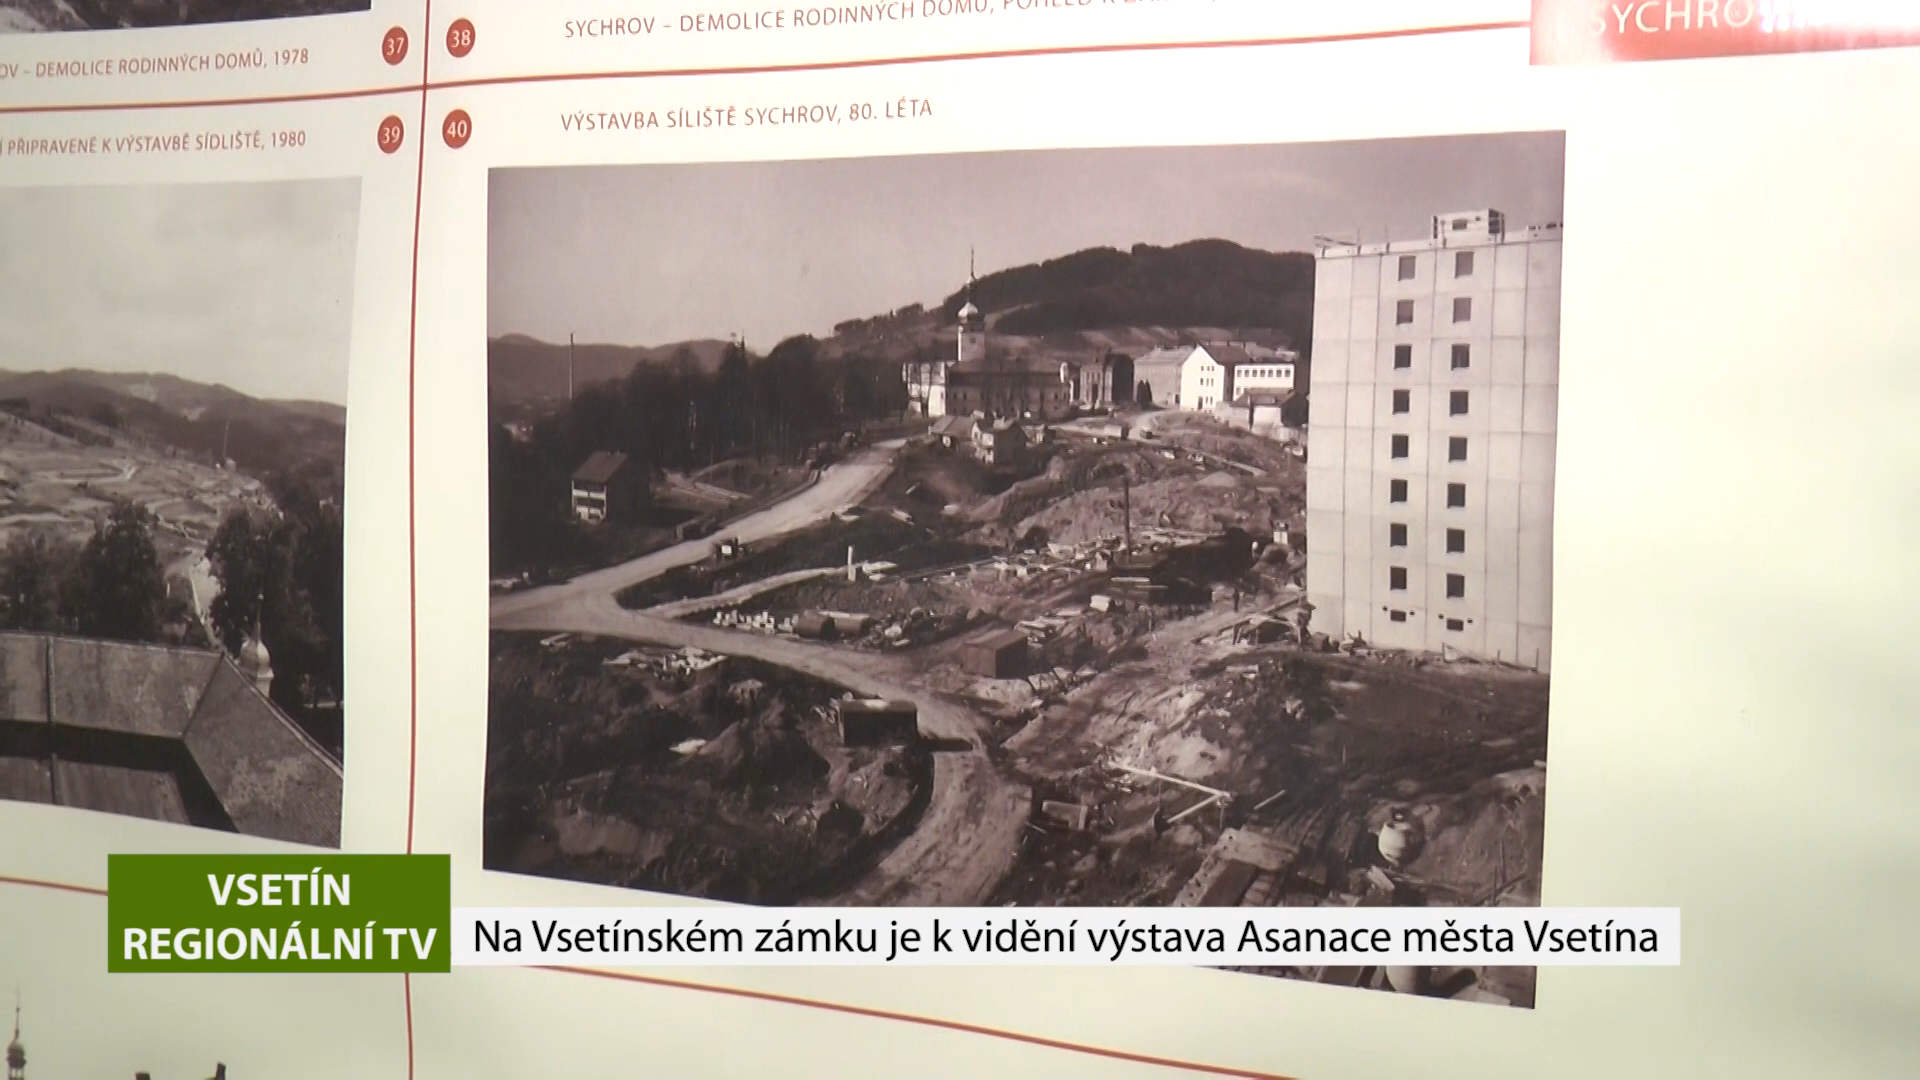 OV – DEMOLICE RODINNÝCH DOMŮ, 1978
37
38
SYCHROV – DEMOLICE RODINNÝCH DOMŮ, POHLED K
SYCHRO
PŘIPRAVENÉ K VÝSTAVBĚ SÍDLIŠTĚ, 1980
39
40
VÝSTAVBA SÍLIŠTĚ SYCHROV, 80. LÉTA
VSETÍN
REGIONÁLNÍ TV
Na Vsetínském zámku je k vidění výstava Asanace města Vsetína